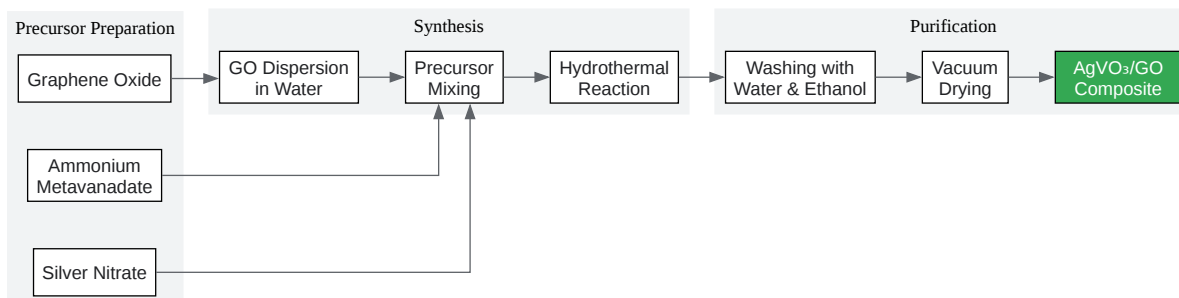 Precursor Preparation
Synthesis
Purification
Graphene Oxide
GO Dispersion
in Water
Precursor
Mixing
Hydrothermal
Reaction
Washing with
Water & Ethanol
Vacuum
Drying
AgVO₃/GO
Composite
Ammonium
Metavanadate
Silver Nitrate